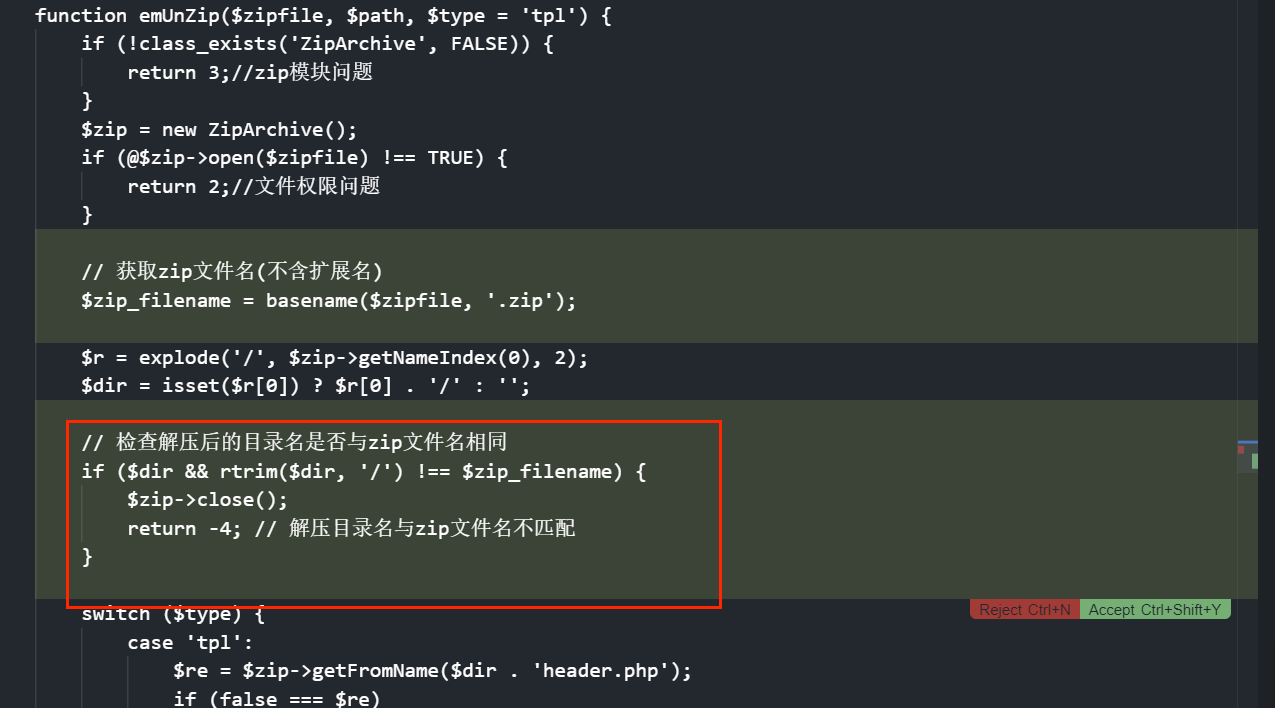 function emUnZip($zipfile, $path, $type = 'tpl') {
    if (!class_exists('ZipArchive', FALSE)) {
        return 3;//zip模块问题
    }
    $zip = new ZipArchive();
    if (@$zip->open($zipfile) !== TRUE) {
        return 2;//文件权限问题
    }
    // 获取zip文件名(不含扩展名)
    $zip_filename = basename($zipfile, '.zip');
    $r = explode('/', $zip->getNameIndex(0), 2);
    $dir = isset($r[0]) ? $r[0] . '/' : '';
    // 检查解压后的目录名是否与zip文件名相同
    if ($dir && rtrim($dir, '/') !== $zip_filename) {
        $zip->close();
        return -4; // 解压目录名与zip文件名不匹配
    }
    switch ($type) {
Reject Ctrl+N Accept Ctrl+Shift+Y
        case 'tpl':
            $re = $zip->getFromName($dir . 'header.php');
            if (false === $re)